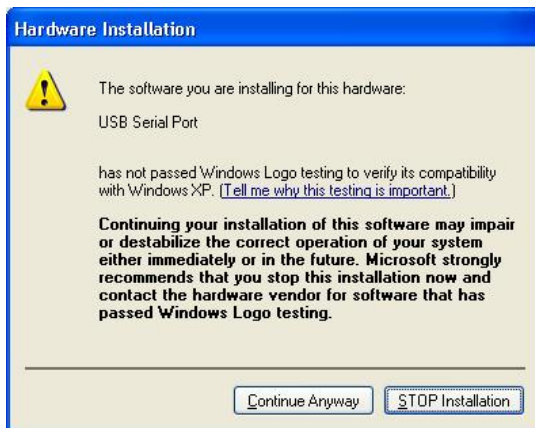 Hardware Installation
The software you are installing for this hardware:
USB Serial Port
has not passed Windows Logo testing to verify its compatibility
with Windows XP. (Tell me why this testing is important.)
Continuing your installation of this software may impair
or destabilize the correct operation of your system
either immediately or in the future. Microsoft strongly
recommends that you stop this installation now and
contact the hardware vendor for software that has
passed Windows Logo testing.
Continue Anyway
STOP Installation